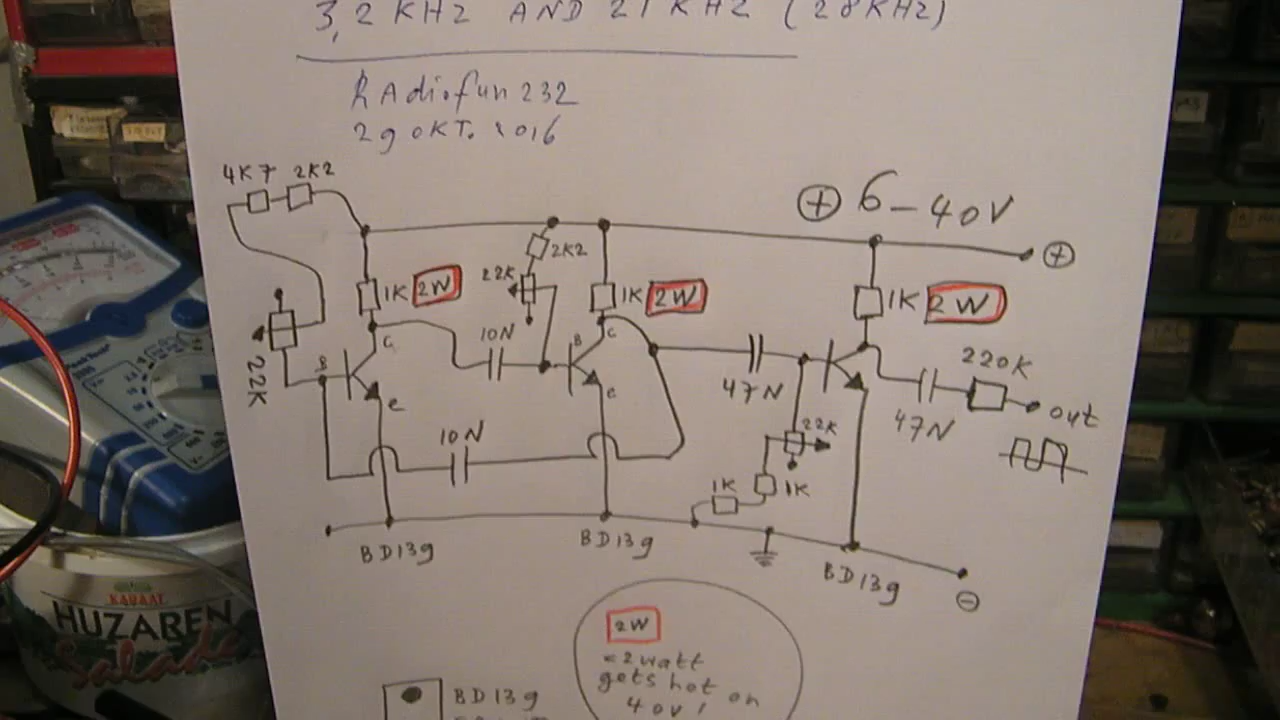 3,2 KHz AND 21 KHz (28KHz)
RAdiofun232
29 OKT. 2016
4K7 2K2
+ 6-40V
2K2
+
22K
1K 2W
1K 2W
1K 2W
10N
C
B
C
220K
B
22K
e
e
47N
47N
out
10N
22K
1K
1K
BD139
BD139
BD139
-
2W
=2watt
gets hot on
40V!
BD139
KARAAT
HUZAREN
Salade